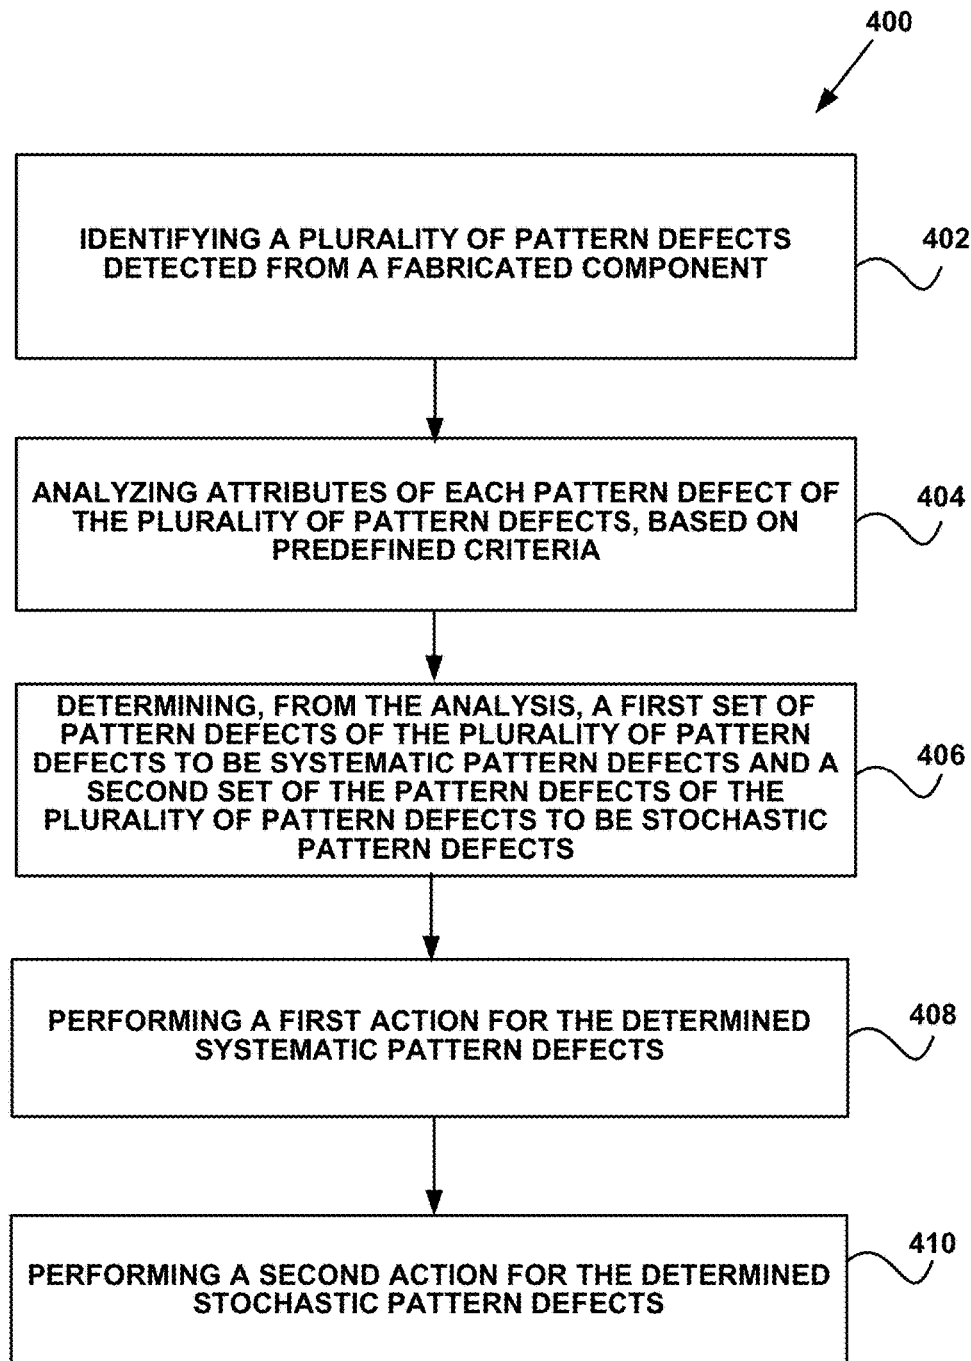 400
IDENTIFYING A PLURALITY OF PATTERN DEFECTS
DETECTED FROM A FABRICATED COMPONENT
402
ANALYZING ATTRIBUTES OF EACH PATTERN DEFECT OF
THE PLURALITY OF PATTERN DEFECTS, BASED ON
PREDEFINED CRITERIA
404
DETERMINING, FROM THE ANALYSIS, A FIRST SET OF
PATTERN DEFECTS OF THE PLURALITY OF PATTERN
DEFECTS TO BE SYSTEMATIC PATTERN DEFECTS AND A
SECOND SET OF THE PATTERN DEFECTS OF THE
PLURALITY OF PATTERN DEFECTS TO BE STOCHASTIC
PATTERN DEFECTS
406
PERFORMING A FIRST ACTION FOR THE DETERMINED
SYSTEMATIC PATTERN DEFECTS
408
PERFORMING A SECOND ACTION FOR THE DETERMINED
STOCHASTIC PATTERN DEFECTS
410